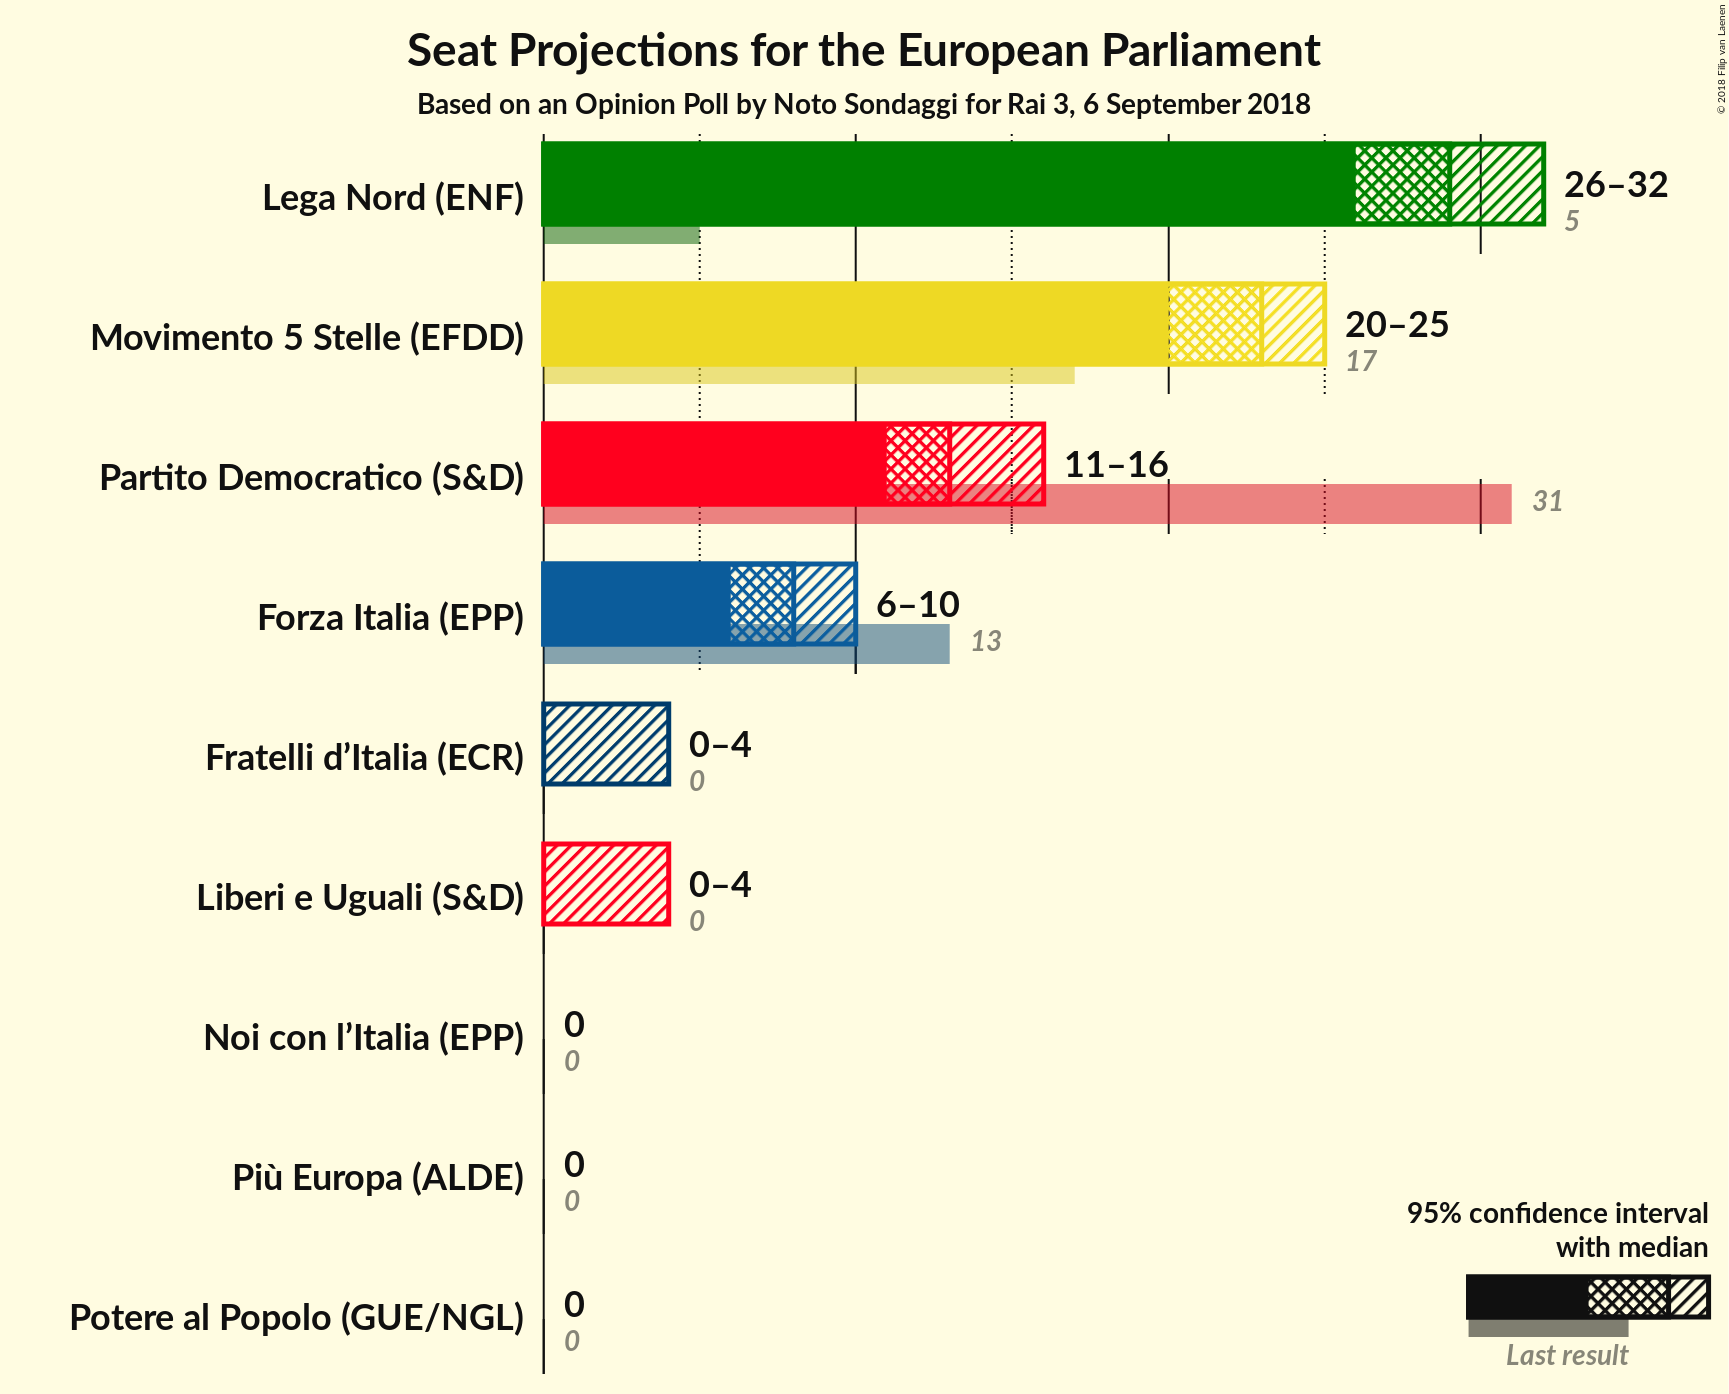 Seat Projections for the European Parliament
Based on an Opinion Poll by Noto Sondaggi for Rai 3, 6 September 2018
© 2018 Filip van Laenen
Lega Nord (ENF)
26–32
5
Movimento 5 Stelle (EFDD)
20–25
17
Partito Democratico (S&D)
11–16
31
Forza Italia (EPP)
6–10
13
Fratelli d’Italia (ECR)
0–4
0
Liberi e Uguali (S&D)
0–4
0
Noi con l’Italia (EPP)
0
0
Più Europa (ALDE)
0
0
Potere al Popolo (GUE/NGL)
0
0
95% confidence interval
with median
Last result